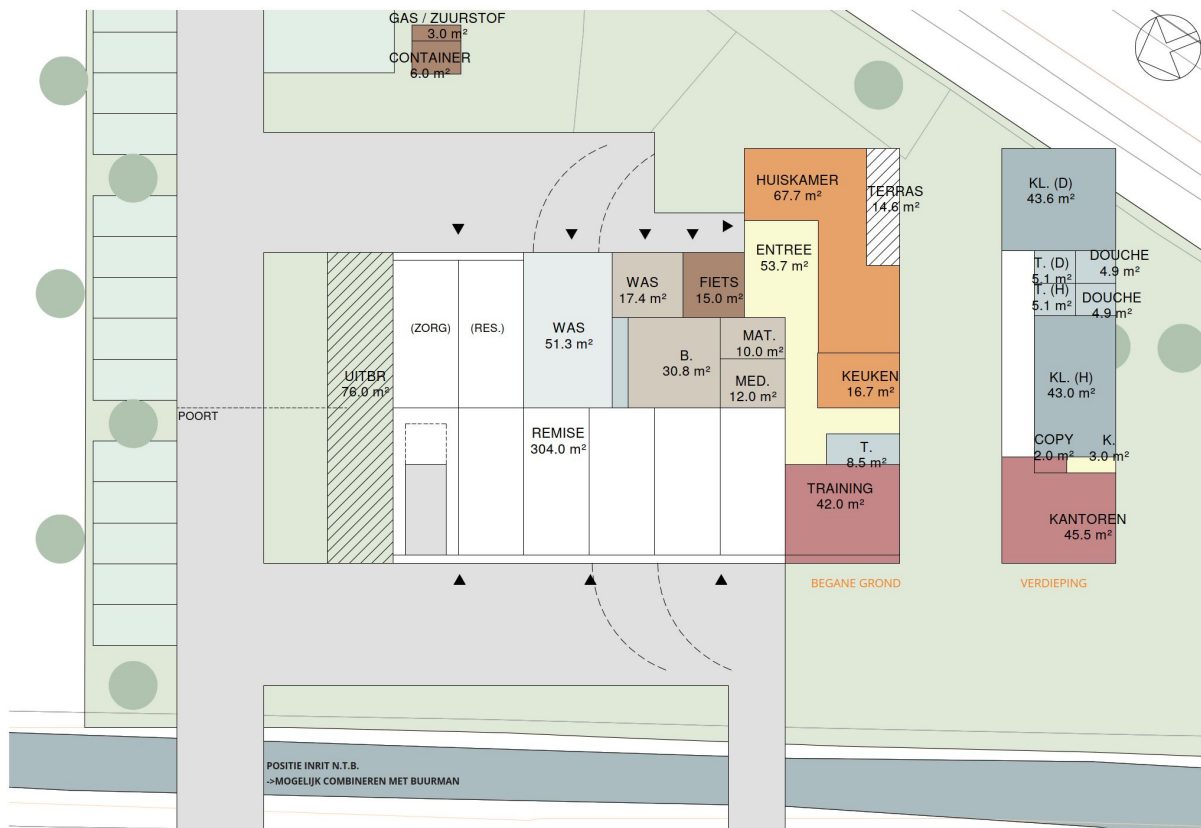 GAS / ZUURSTOF
3.0 m²
CONTAINER
6.0 m²
HUISKAMER
67.7 m²
TERRAS
14.6 m²
KL. (D)
43.6 m²
ENTREE
53.7 m²
T. (D)
5.1 m²
DOUCHE
4.9 m²
T. (H)
5.1 m²
DOUCHE
4.9 m²
WAS
17.4 m²
FIETS
15.0 m²
(ZORG)
(RES.)
WAS
51.3 m²
MAT.
10.0 m²
B.
30.8 m²
MED.
12.0 m²
UITBR
76.0 m²
KEUKEN
16.7 m²
KL. (H)
43.0 m²
POORT
REMISE
304.0 m²
T.
8.5 m²
COPY
2.0 m²
K.
3.0 m²
TRAINING
42.0 m²
KANTOREN
45.5 m²
BEGANE GROND
VERDIEPING
POSITIE INRIT N.T.B.
->MOGELIJK COMBINEREN MET BUURMAN